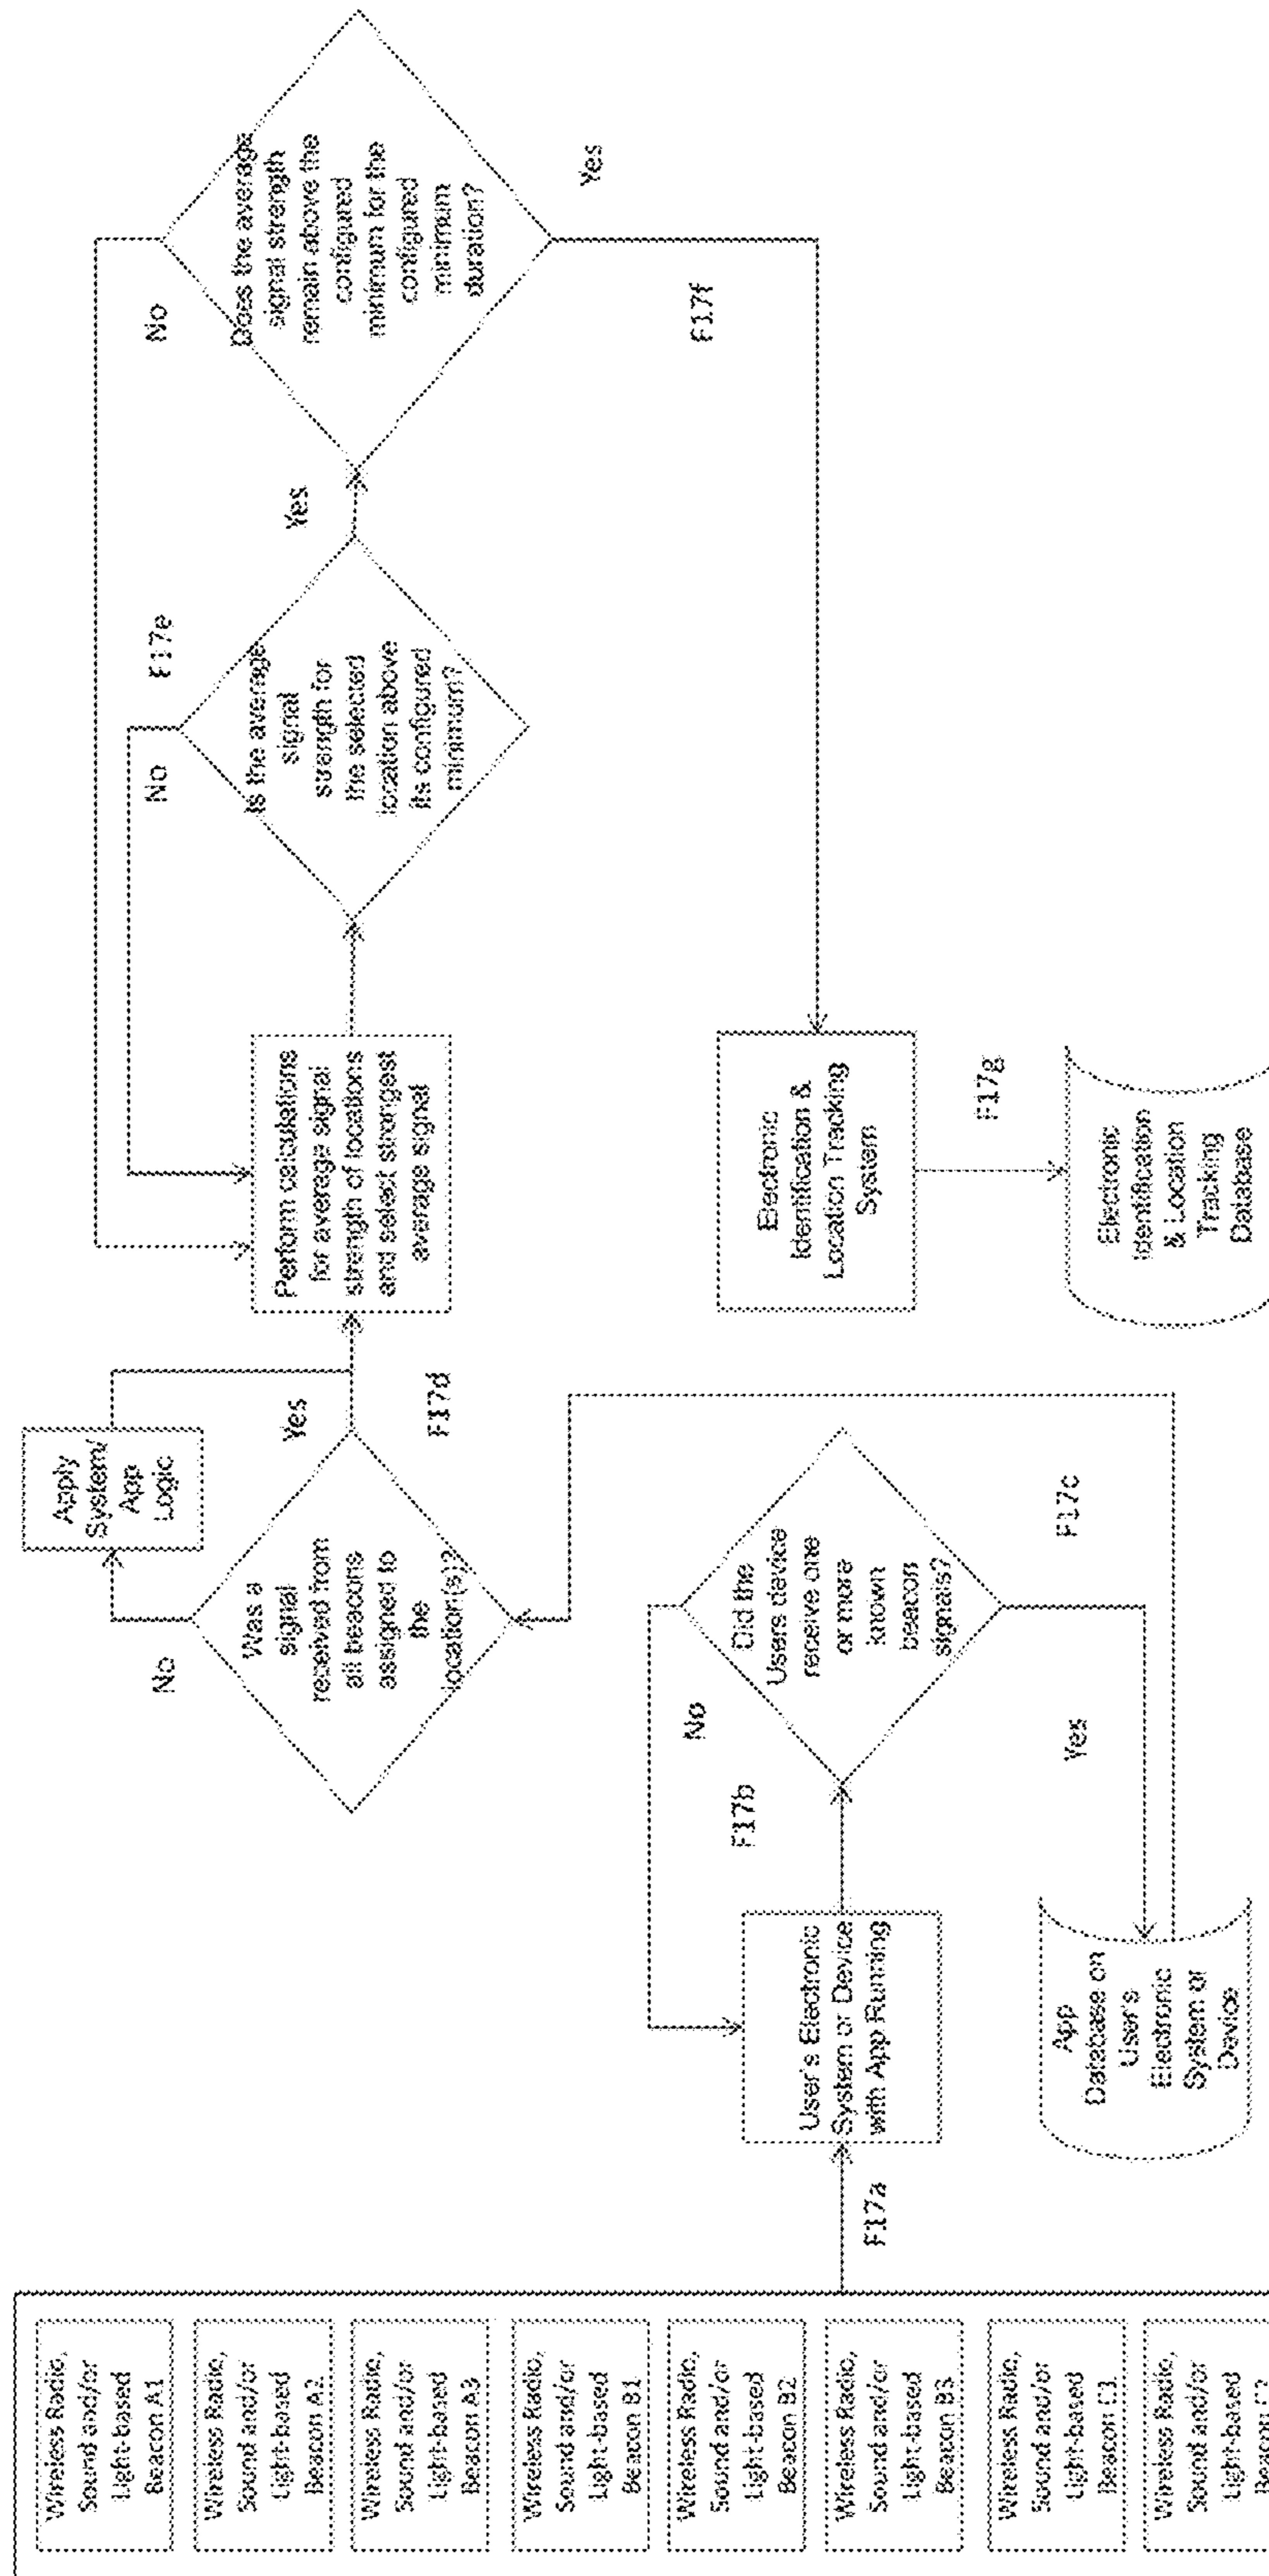 Wireless Radio,
Sound and/or
Light-based
Beacon A1
Wireless Radio,
Sound and/or
Light-based
Beacon A2
Wireless Radio,
Sound and/or
Light-based
Beacon A3
Wireless Radio,
Sound and/or
Light-based
Beacon B1
Wireless Radio,
Sound and/or
Light-based
Beacon B2
Wireless Radio,
Sound and/or
Light-based
Beacon B3
Wireless Radio,
Sound and/or
Light-based
Beacon C1
Wireless Radio,
Sound and/or
Light-based
Beacon C2
F17a
User's Electronic
System or Device
with App Running
F17b
No
Did the
Users device
receive one
or more
known
beacon
signals?
Yes
F17c
App
Database on
User's
Electronic
System or
Device
Was a
signal
received from
all beacons
assigned to
the
location(s)?
No
Apply
System/
App
Logic
Yes
F17d
Perform calculations
for average signal
strength of locations
and select strongest
average signal
No
F17e
Is the average
signal
strength for
the selected
location above
its configured
minimum?
Yes
No
Does the average
signal strength
remain above the
configured
minimum for the
configured
minimum
duration?
Yes
F17f
Electronic
Identification &
Location Tracking
System
F17g
Electronic
Identification
& Location
Tracking
Database